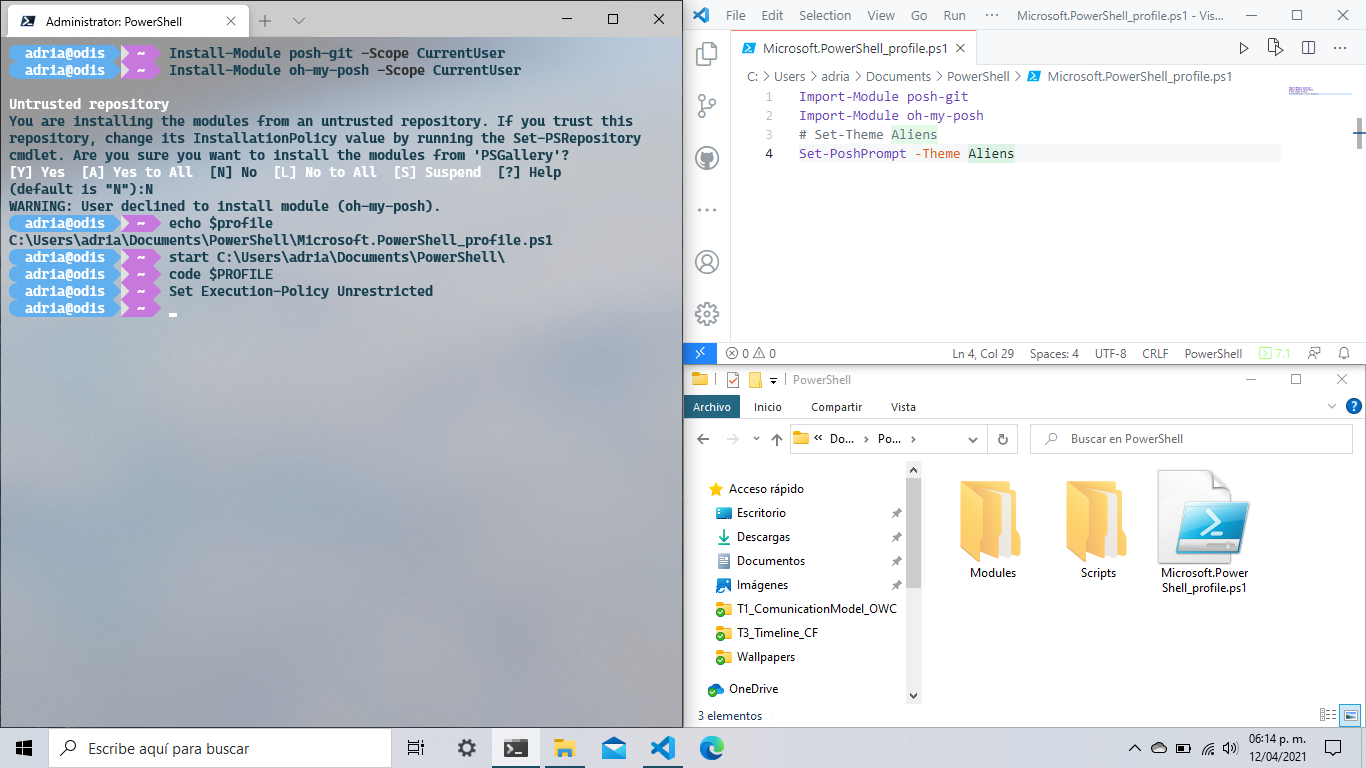 Administrator: PowerShell
adria@odis ~ Install-Module posh-git -Scope CurrentUser
adria@odis ~ Install-Module oh-my-posh -Scope CurrentUser
Untrusted repository
You are installing the modules from an untrusted repository. If you trust this
repository, change its InstallationPolicy value by running the Set-PSRepository
cmdlet. Are you sure you want to install the modules from 'PSGallery'?
[Y] Yes  [A] Yes to All  [N] No  [L] No to All  [S] Suspend  [?] Help
(default is "N"):N
WARNING: User declined to install module (oh-my-posh).
adria@odis ~ echo $profile
C:\Users\adria\Documents\PowerShell\Microsoft.PowerShell_profile.ps1
adria@odis ~ start C:\Users\adria\Documents\PowerShell\
adria@odis ~ code $PROFILE
adria@odis ~ Set Execution-Policy Unrestricted
adria@odis ~
File Edit Selection View Go Run ··· Microsoft.PowerShell_profile.ps1 - Vis...
Microsoft.PowerShell_profile.ps1
C: > Users > adria > Documents > PowerShell > Microsoft.PowerShell_profile.ps1
1 Import-Module posh-git
2 Import-Module oh-my-posh
3 # Set-Theme Aliens
4 Set-PoshPrompt -Theme Aliens
0 0 Ln 4, Col 29 Spaces: 4 UTF-8 CRLF PowerShell 7.1
PowerShell
Archivo Inicio Compartir Vista
« Do... > Po... > Buscar en PowerShell
Acceso rápido
Escritorio
Descargas
Documentos
Imágenes
T1_ComunicationModel_OWC
T3_Timeline_CF
Wallpapers
OneDrive
Modules
Scripts
Microsoft.Power
Shell_profile.ps1
3 elementos
Escribe aquí para buscar
06:14 p. m.
12/04/2021